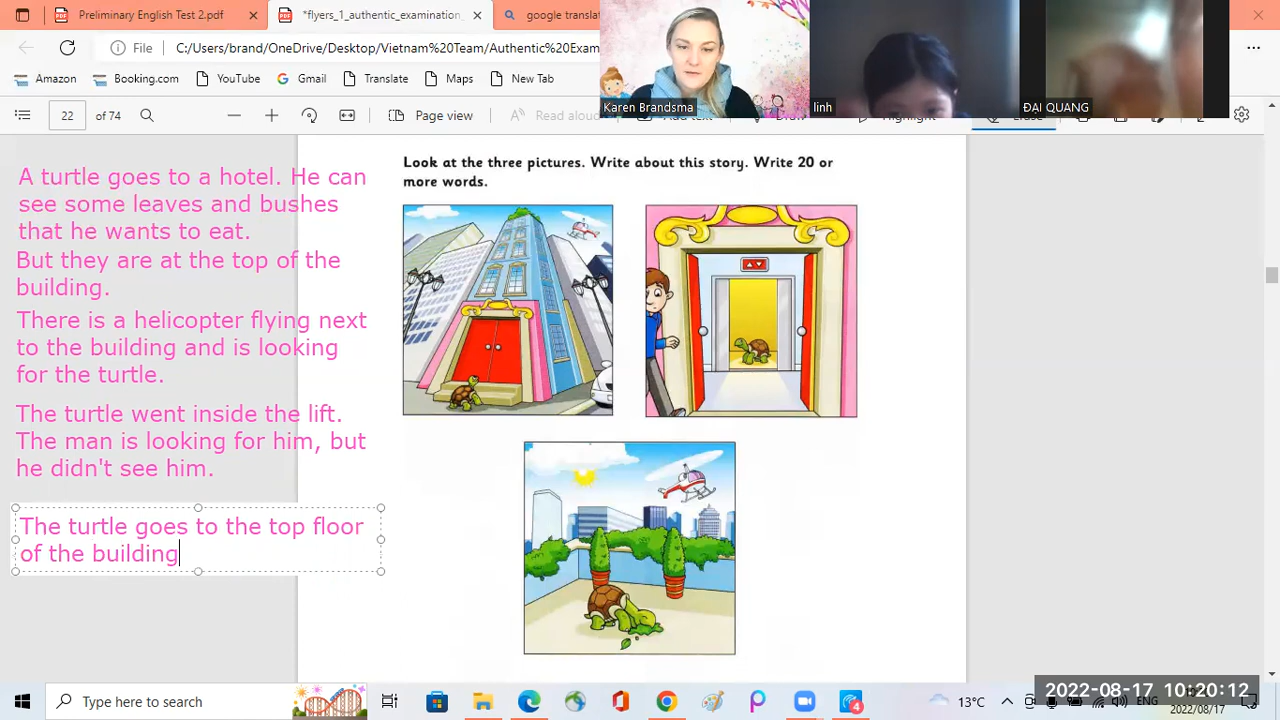 Preliminary Test 2.pdf
*flyers_1_authentic_examination
google translat
File
C:/Users/brand/OneDrive/Desktop/Vietnam%20Team/Authentic%20Exam
Amazon
Booking.com
YouTube
Gmail
Translate
Maps
New Tab
22
of 74
Page view
Read aloud
Karen Brandsma
linh
ĐẠI QUANG
Look at the three pictures. Write about this story. Write 20 or
more words.
A turtle goes to a hotel. He can
see some leaves and bushes
that he wants to eat.
But they are at the top of the
building.
There is a helicopter flying next
to the building and is looking
for the turtle.
The turtle went inside the lift.
The man is looking for him, but
he didn't see him.
The turtle goes to the top floor
of the building
Type here to search
4
13°C
ENG
2022-08-17 10:20:12
2022/08/17